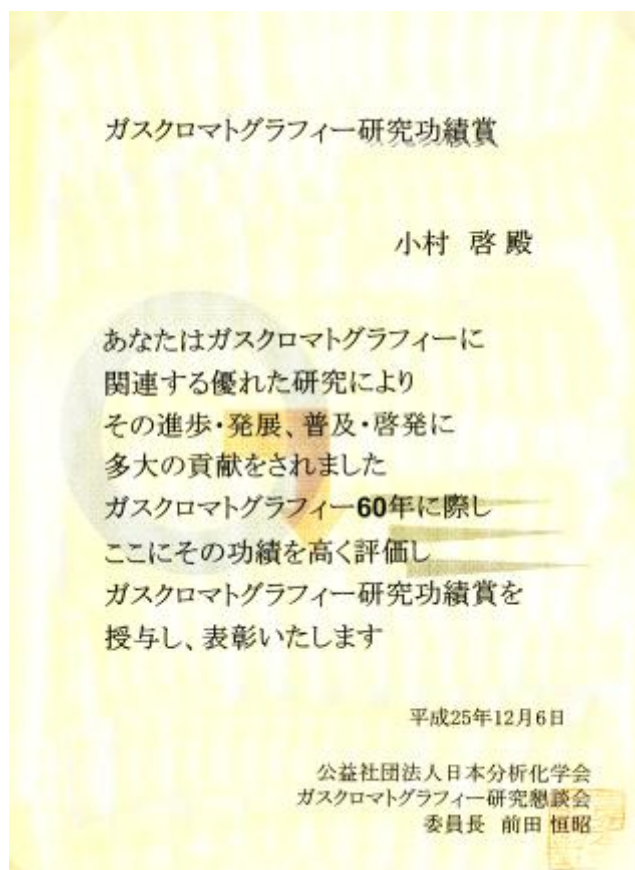 ガスクロマトグラフィー研究功績賞
小村 啓 殿
あなたはガスクロマトグラフィーに
関連する優れた研究により
その進歩・発展、普及・啓発に
多大の貢献をされました
ガスクロマトグラフィー60年に際し
ここにその功績を高く評価し
ガスクロマトグラフィー研究功績賞を
授与し、表彰いたします
平成25年12月6日
公益社団法人日本分析化学会
ガスクロマトグラフィー研究懇談会
委員長 前田 恒昭